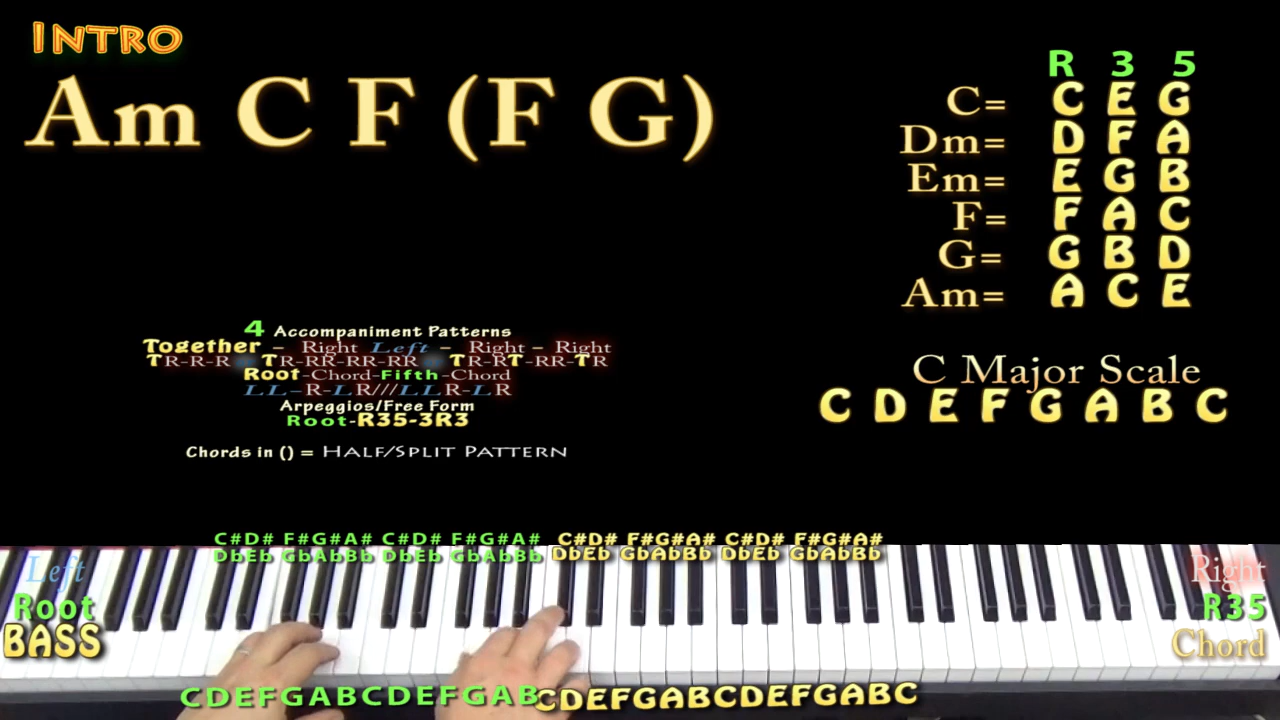 INTRO
Am C F (F G)
R 3 5
C= C E G
Dm= D F A
Em= E G B
F= F A C
G= G B D
Am= A C E
C Major Scale
C D E F G A B C
4 Accompaniment Patterns
Together - Right Left - Right - Right
TR-R-R TR-RR-RR-RR TR-RT-RR-TR
Root-Chord-Fifth-Chord
LL-R-LR///LLR-LR
Arpeggios/Free Form
Root-R35-3R3
Chords in () = HALF/SPLIT PATTERN
C#D# F#G#A# C#D# F#G#A# C#D# F#G#A# C#D# F#G#A#
DbEb GbAbBb DbEb GbAbBb DbEb GbAbBb DbEb GbAbBb
Left
Root
BASS
Right
R35
Chord
CDEFGABCDEFGAB CDEFGABCDEFGABC